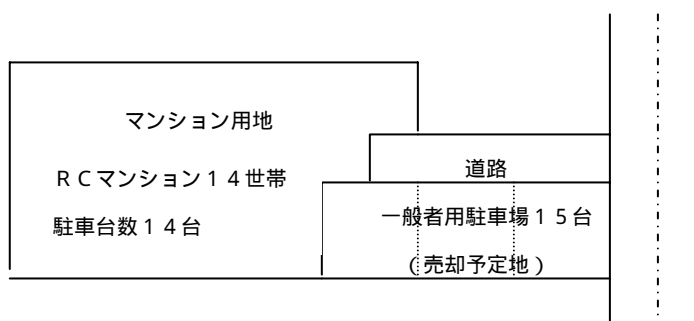 マンション用地
道路
ＲＣマンション１４世帯
一般者用駐車場１５台
駐車台数１４台
（売却予定地）